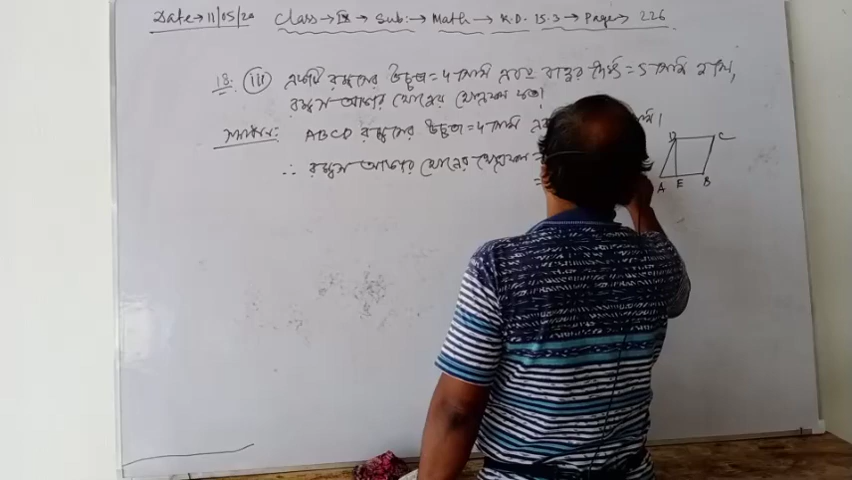 Date→11/05/20 Class→IX→Sub:→Math→K.D. 15.3→Page→226
18. (iii) একটি রম্বসের উচ্চতা=4 সেমি এবং বাহুর দৈর্ঘ্য=5 সেমি হলে,
রম্বস আকার ক্ষেত্রের ক্ষেত্রফল কত।
সমাধান: ABCD রম্বসের উচ্চতা=4 সেমি
∴ রম্বস আকার ক্ষেত্রের ক্ষেত্রফল =
=
D C
A E B